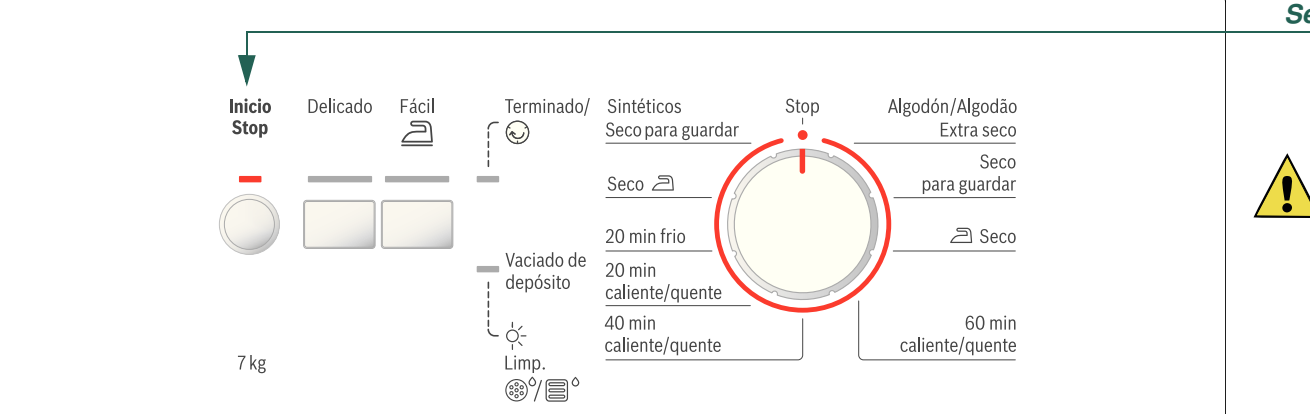 Se
Inicio
Stop
Delicado
Fácil
Terminado/
Vaciado de
depósito
Limp.
7 kg
Sintéticos
Seco para guardar
Seco
20 min frio
20 min
caliente/quente
40 min
caliente/quente
Stop
Algodón/Algodão
Extra seco
Seco
para guardar
Seco
60 min
caliente/quente